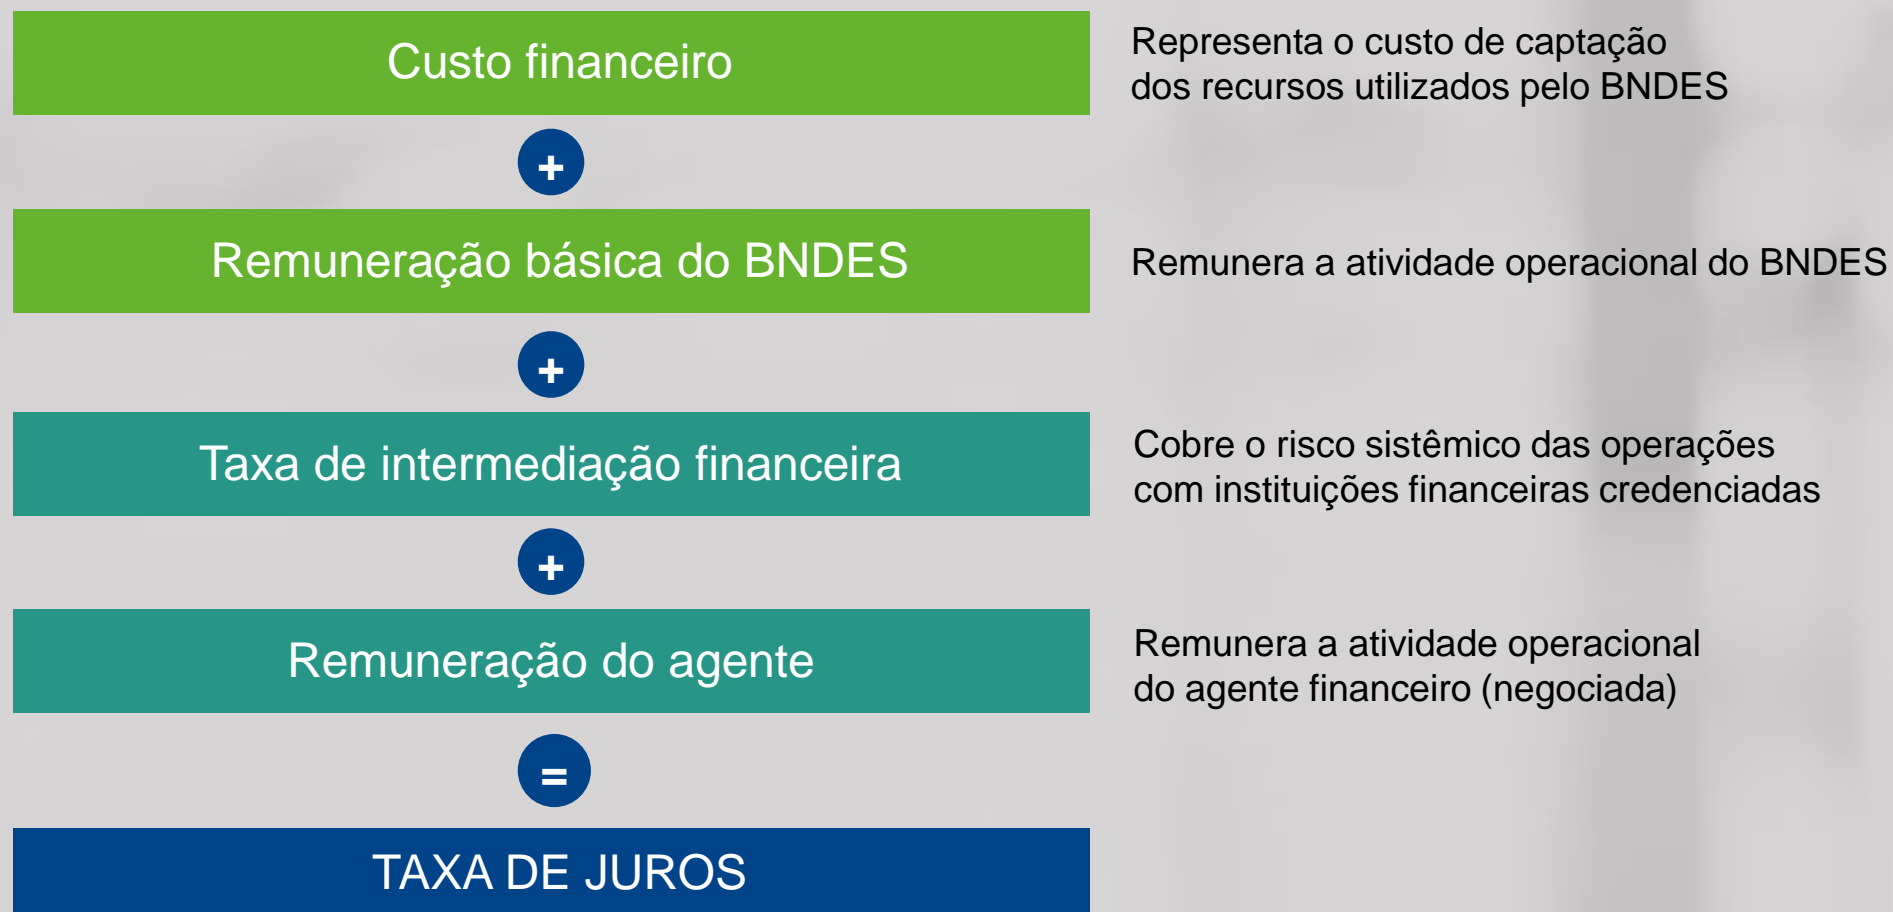 Custo financeiro
Representa o custo de captação
dos recursos utilizados pelo BNDES
+
Remuneração básica do BNDES
Remunera a atividade operacional do BNDES
+
Taxa de intermediação financeira
Cobre o risco sistêmico das operações
com instituições financeiras credenciadas
+
Remuneração do agente
Remunera a atividade operacional
do agente financeiro (negociada)
=
TAXA DE JUROS